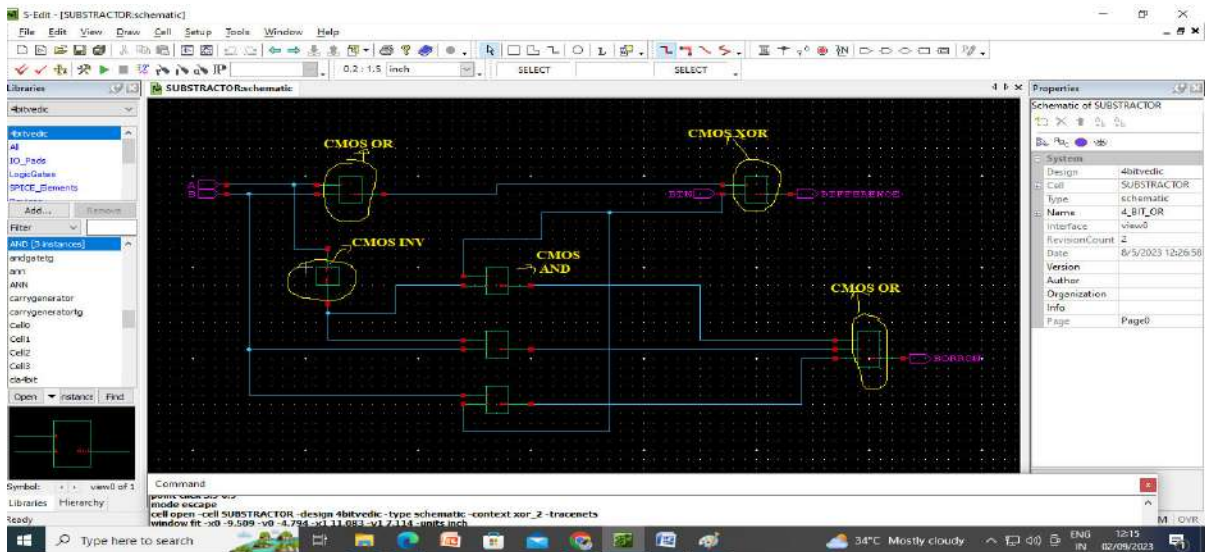 S-Edit - [SUBSTRACTOR:schematic]
File Edit View Draw Cell Setup Tools Window Help
0.2 : 1.5 inch SELECT SELECT
Libraries
SUBSTRACTOR:schematic
Properties
4bitvedic
Schematic of SUBSTRACTOR
4bitvedic
All
IO_Pads
LogicGates
SPICE_Elements
Add... Remove
Filter
AND [3 instances]
andgatetg
ann
ANN
carrygenerator
carrygeneratortg
Cell0
Cell1
Cell2
Cell3
cla4bit
Open Find
Symbol: view0 of 1
Libraries Hierarchy
Ready
CMOS OR
CMOS XOR
A
B
BIN
DIFFERENCE
CMOS INV
CMOS
AND
CMOS OR
BORROW
System
Design 4bitvedic
Cell SUBSTRACTOR
Type schematic
Name 4_BIT_OR
Interface view0
RevisionCount 2
Date 8/5/2023 12:26:58
Version
Author
Organization
Info
Page Page0
Command
mode escape
cell open -cell SUBSTRACTOR -design 4bitvedic -type schematic -context xor_2 -tracenets
window fit -x0 -9.509 -y0 -4.794 -x1 11.083 -y1 7.114 -units inch
OVR
Type here to search
34°C Mostly cloudy
ENG
IN
12:15
02/09/2023